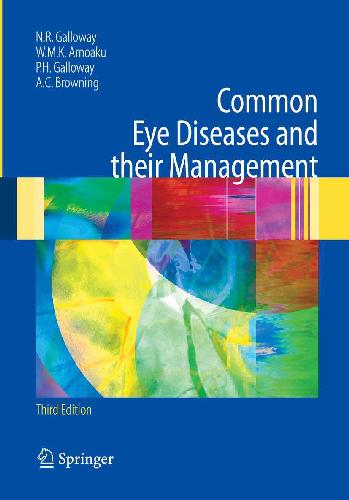 N.R. Galloway
W.M.K. Amoaku
P.H. Galloway
A.C. Browning
Common
Eye Diseases and
their Management
Third Edition
Springer